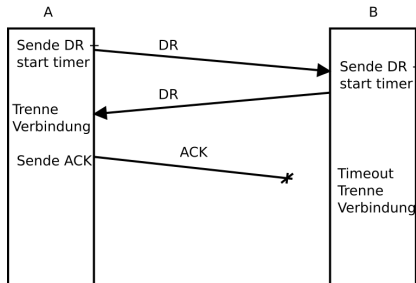 A
B
Sende DR -
start timer
DR
Sende DR -
start timer
DR
Trenne
Verbindung
Sende ACK
ACK
Timeout
Trenne
Verbindung